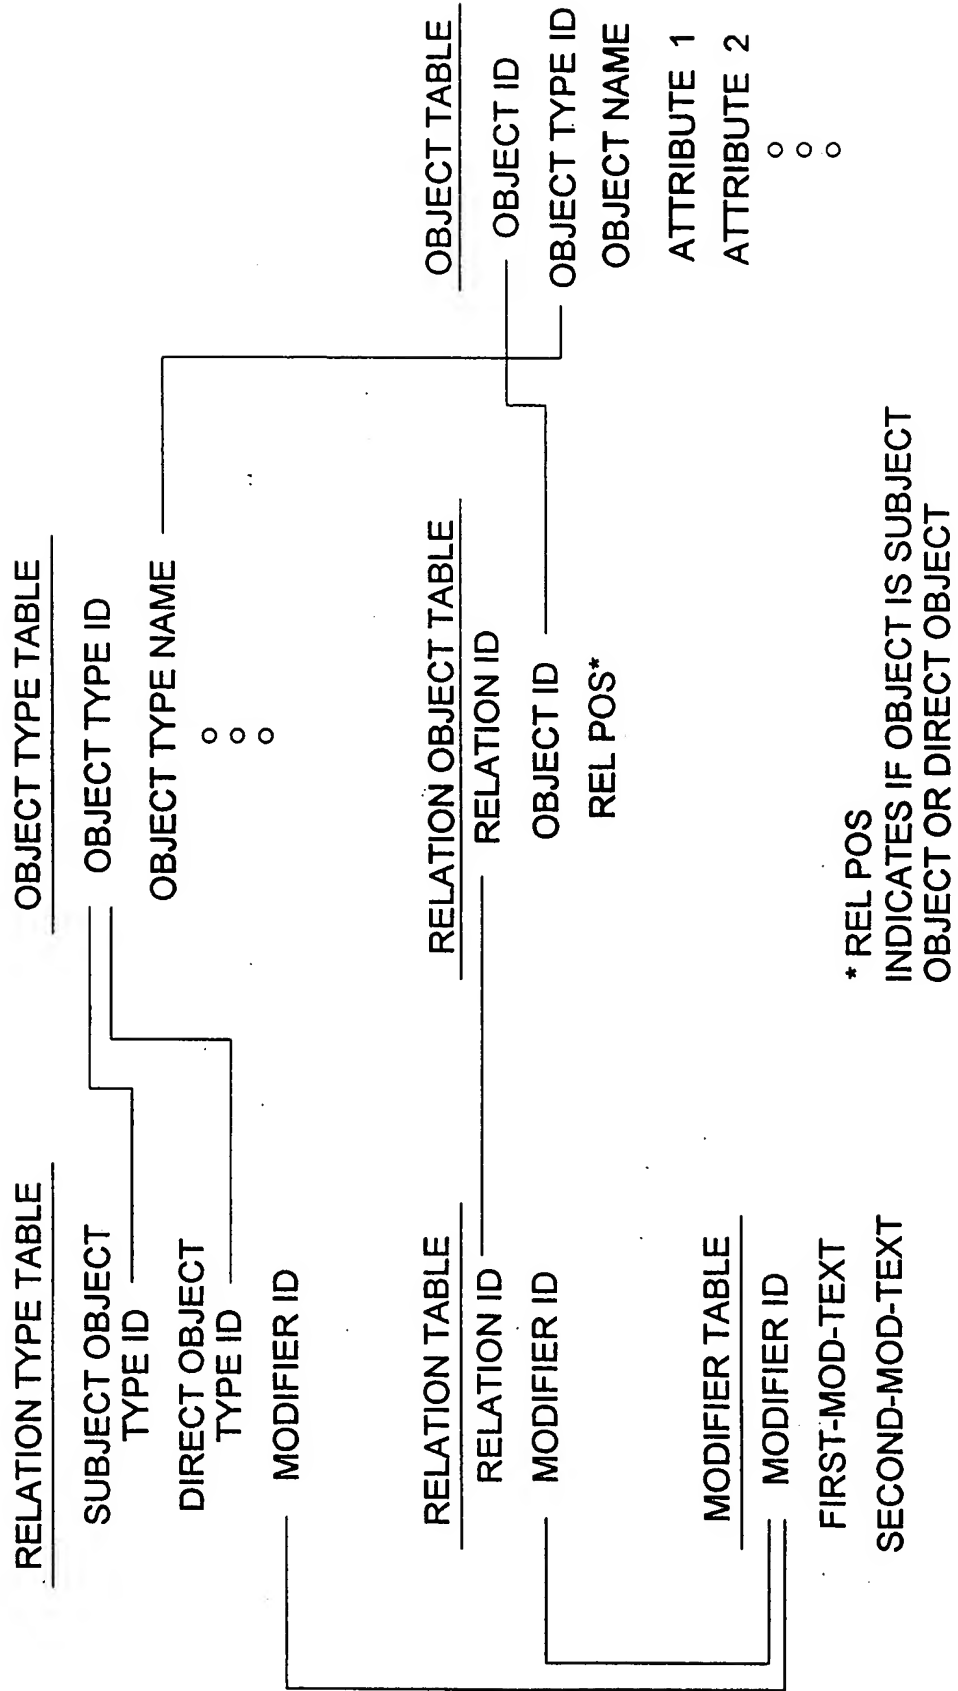 RELATION TYPE TABLE
SUBJECT OBJECT
TYPE ID
DIRECT OBJECT
TYPE ID
MODIFIER ID
OBJECT TYPE TABLE
OBJECT TYPE ID
OBJECT TYPE NAME
RELATION TABLE
RELATION ID
MODIFIER ID
RELATION OBJECT TABLE
RELATION ID
OBJECT ID
REL POS*
OBJECT TABLE
OBJECT ID
OBJECT TYPE ID
OBJECT NAME
ATTRIBUTE 1
ATTRIBUTE 2
MODIFIER TABLE
MODIFIER ID
FIRST-MOD-TEXT
SECOND-MOD-TEXT
* REL POS
INDICATES IF OBJECT IS SUBJECT
OBJECT OR DIRECT OBJECT